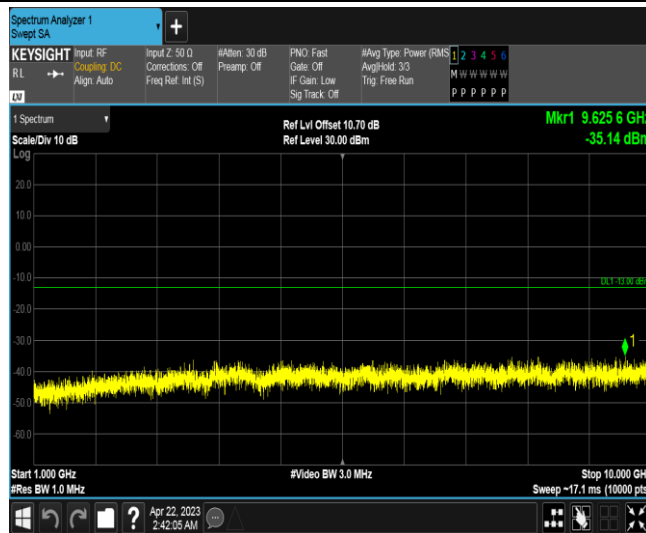 Spectrum Analyzer 1
Swept SA
+
KEYSIGHT
RL
LXI
Input: RF
Coupling: DC
Align: Auto
Input Z: 50 Ω
Corrections: Off
Freq Ref: Int (S)
#Atten: 30 dB
Preamp: Off
PNO: Fast
Gate: Off
IF Gain: Low
Sig Track: Off
#Avg Type: Power (RMS
Avg|Hold: 3/3
Trig: Free Run
1 2 3 4 5 6
M W W W W W
P P P P P P
1 Spectrum
Scale/Div 10 dB
Log
Ref Lvl Offset 10.70 dB
Ref Level 30.00 dBm
Mkr1 9.625 6 GHz
-35.14 dBm
20.0
10.0
0.00
-10.0
DL1 -13.00 dBm
-20.0
-30.0
1
-40.0
-50.0
-60.0
Start 1.000 GHz
#Video BW 3.0 MHz
Stop 10.000 GHz
#Res BW 1.0 MHz
Sweep ~17.1 ms (10000 pts
?
Apr 22, 2023
2:42:05 AM